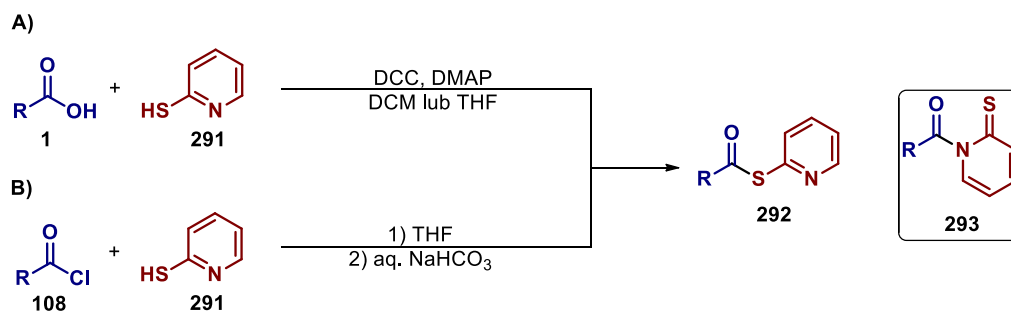 A)
O
R
OH
1
+
HS
N
291
DCC, DMAP
DCM lub THF
B)
O
R
Cl
108
+
HS
N
291
1) THF
2) aq. NaHCO₃
O
R
S
N
292
O
S
R
N
293